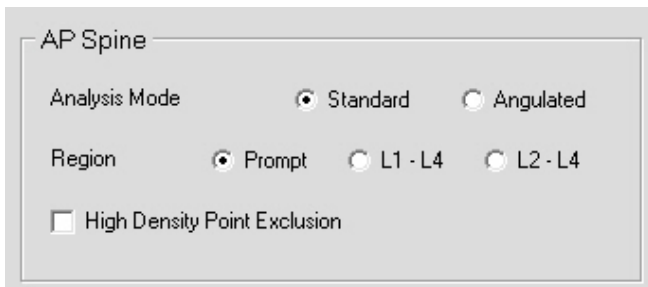 AP Spine
Analysis Mode Standard Angulated
Region Prompt L1 - L4 L2 - L4
High Density Point Exclusion